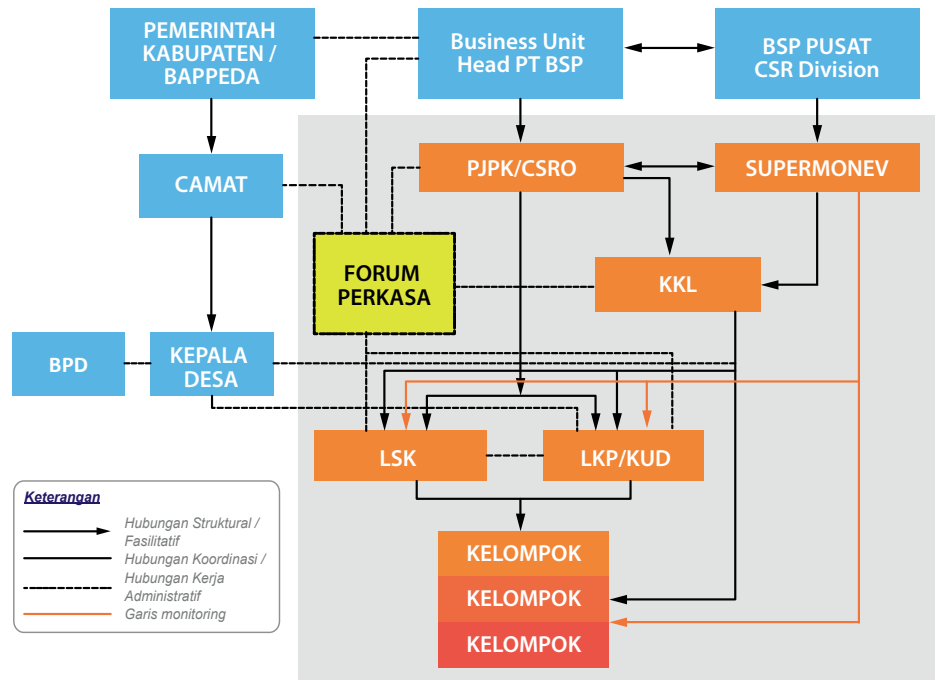 PEMERINTAH
KABUPATEN /
BAPPEDA
Business Unit
Head PT BSP
BSP PUSAT
CSR Division
CAMAT
PJPK/CSRO
SUPERMONEV
FORUM
PERKASA
KKL
BPD
KEPALA
DESA
LSK
LKP/KUD
Keterangan
Hubungan Struktural /
Fasilitatif
Hubungan Koordinasi /
Hubungan Kerja
Administratif
Garis monitoring
KELOMPOK
KELOMPOK
KELOMPOK